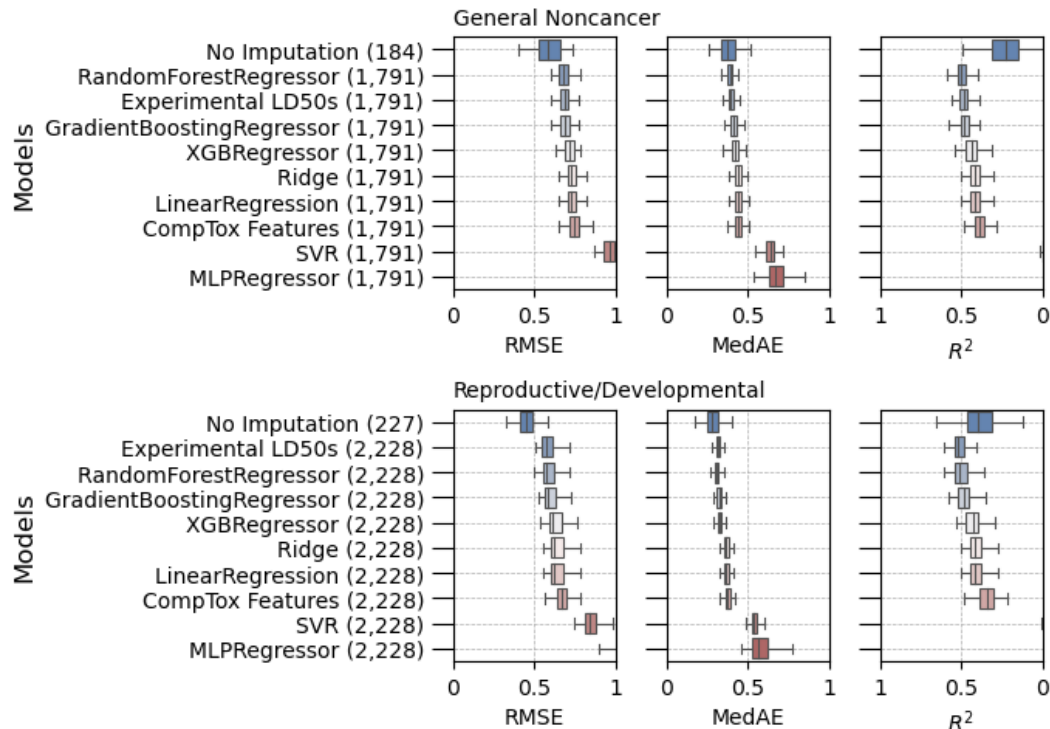 General Noncancer
Models
No Imputation (184)
RandomForestRegressor (1,791)
Experimental LD50s (1,791)
GradientBoostingRegressor (1,791)
XGBRegressor (1,791)
Ridge (1,791)
LinearRegression (1,791)
CompTox Features (1,791)
SVR (1,791)
MLPRegressor (1,791)
0 0.5 1 0 0.5 1 1 0.5 0
RMSE MedAE R²
Reproductive/Developmental
Models
No Imputation (227)
Experimental LD50s (2,228)
RandomForestRegressor (2,228)
GradientBoostingRegressor (2,228)
XGBRegressor (2,228)
Ridge (2,228)
LinearRegression (2,228)
CompTox Features (2,228)
SVR (2,228)
MLPRegressor (2,228)
0 0.5 1 0 0.5 1 1 0.5 0
RMSE MedAE R²